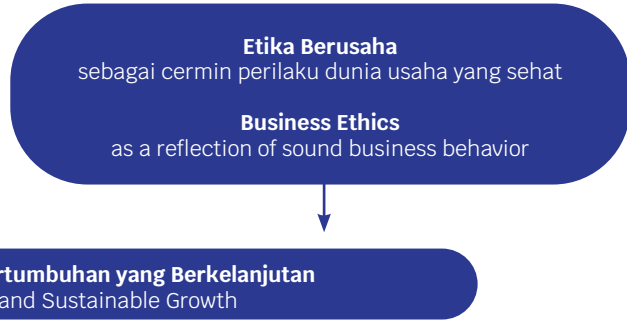 Etika Berusaha
sebagai cermin perilaku dunia usaha yang sehat
Business Ethics
as a reflection of sound business behavior
yang Berkelanjutan
and Sustainable Growth